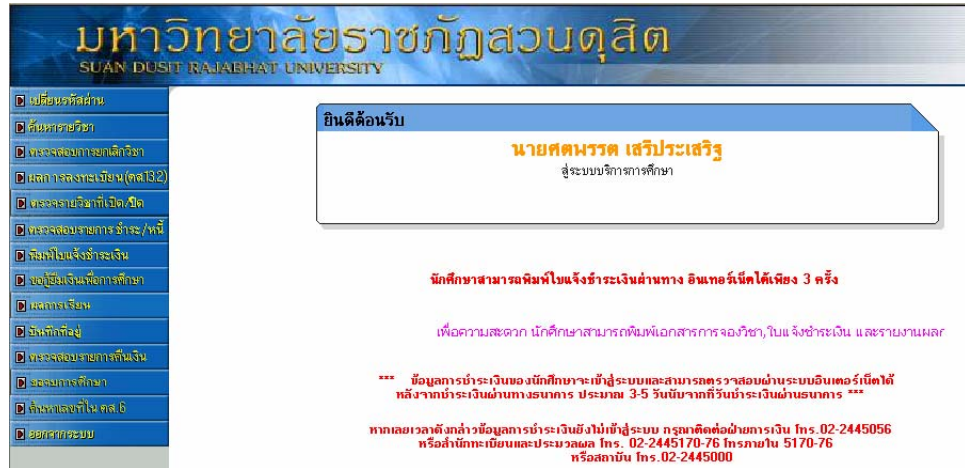 มหาวิทยาลัยราชภัฏสวนดุสิต
SUAN DUSIT RAJABHAT UNIVERSITY
เปลี่ยนรหัสผ่าน
ค้นหารายวิชา
ตรวจสอบการยกเลิกวิชา
ผลการลงทะเบียน(ตส13.2)
ตรวจรายวิชาที่เปิด/ปิด
ตรวจสอบรายการ ชำระ/หนี้
พิมพ์ใบแจ้งชำระเงิน
ขอกู้ยืมเงินเพื่อการศึกษา
ผลการเรียน
บันทึกที่อยู่
ตรวจสอบรายการคืนเงิน
ขอจบการศึกษา
ค้นหาเลขที่ใน ตส.6
ออกจากระบบ
ยินดีต้อนรับ
นายศตพรรต เสรีประเสริฐ
สู่ระบบบริการการศึกษา
นักศึกษาสามารถพิมพ์ใบแจ้งชำระเงินผ่านทาง อินเทอร์เน็ตได้เพียง 3 ครั้ง
เพื่อความสะดวก นักศึกษาสามารถพิมพ์เอกสารการจองวิชา,ใบแจ้งชำระเงิน และรายงานผลก
*** ข้อมูลการชำระเงินของนักศึกษาจะเข้าสู่ระบบและสามารถตรวจสอบผ่านระบบอินเตอร์เน็ตได้
หลังจากชำระเงินผ่านทางธนาคาร ประมาณ 3-5 วันนับจากที่วันชำระเงินผ่านธนาคาร ***
หากเลยเวลาดังกล่าวข้อมูลการชำระเงินยังไม่เข้าสู่ระบบ กรุณาติดต่อฝ่ายการเงิน โทร.02-2445056
หรือสำนักทะเบียนและประมวลผล โทร. 02-2445170-76 โทรภายใน 5170-76
หรือสถาบัน โทร.02-2445000